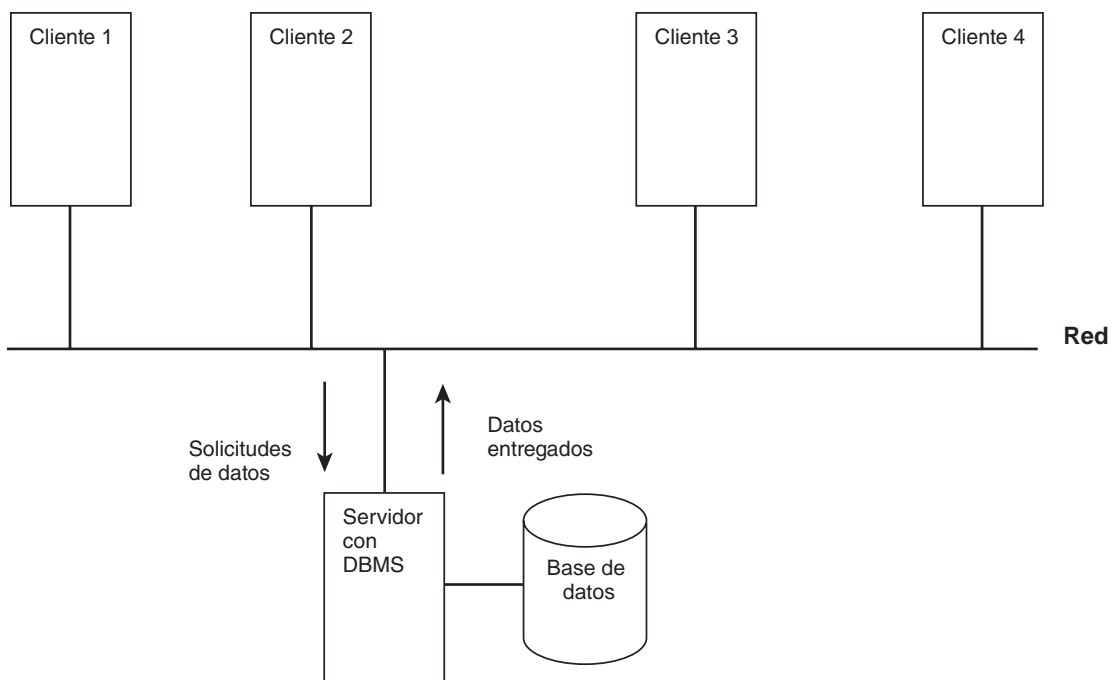 Cliente 1
Cliente 2
Cliente 3
Cliente 4
Red
Solicitudes
de datos
Datos
entregados
Servidor
con
DBMS
Base de
datos